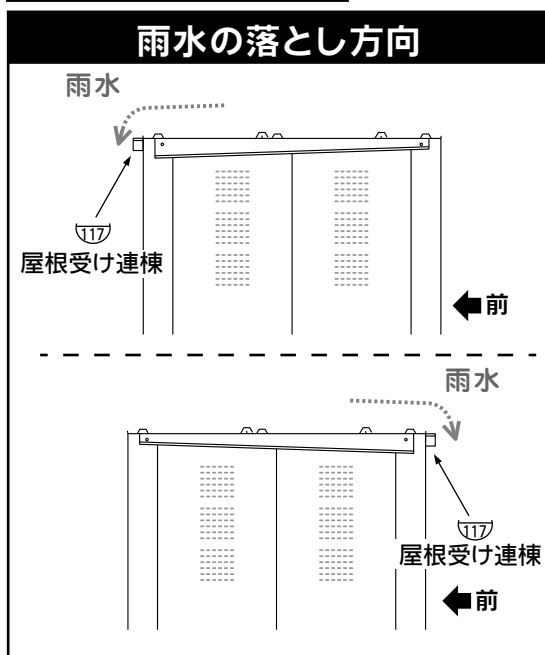 雨水の落とし方向
雨水
117
屋根受け連棟
前
雨水
117
屋根受け連棟
前